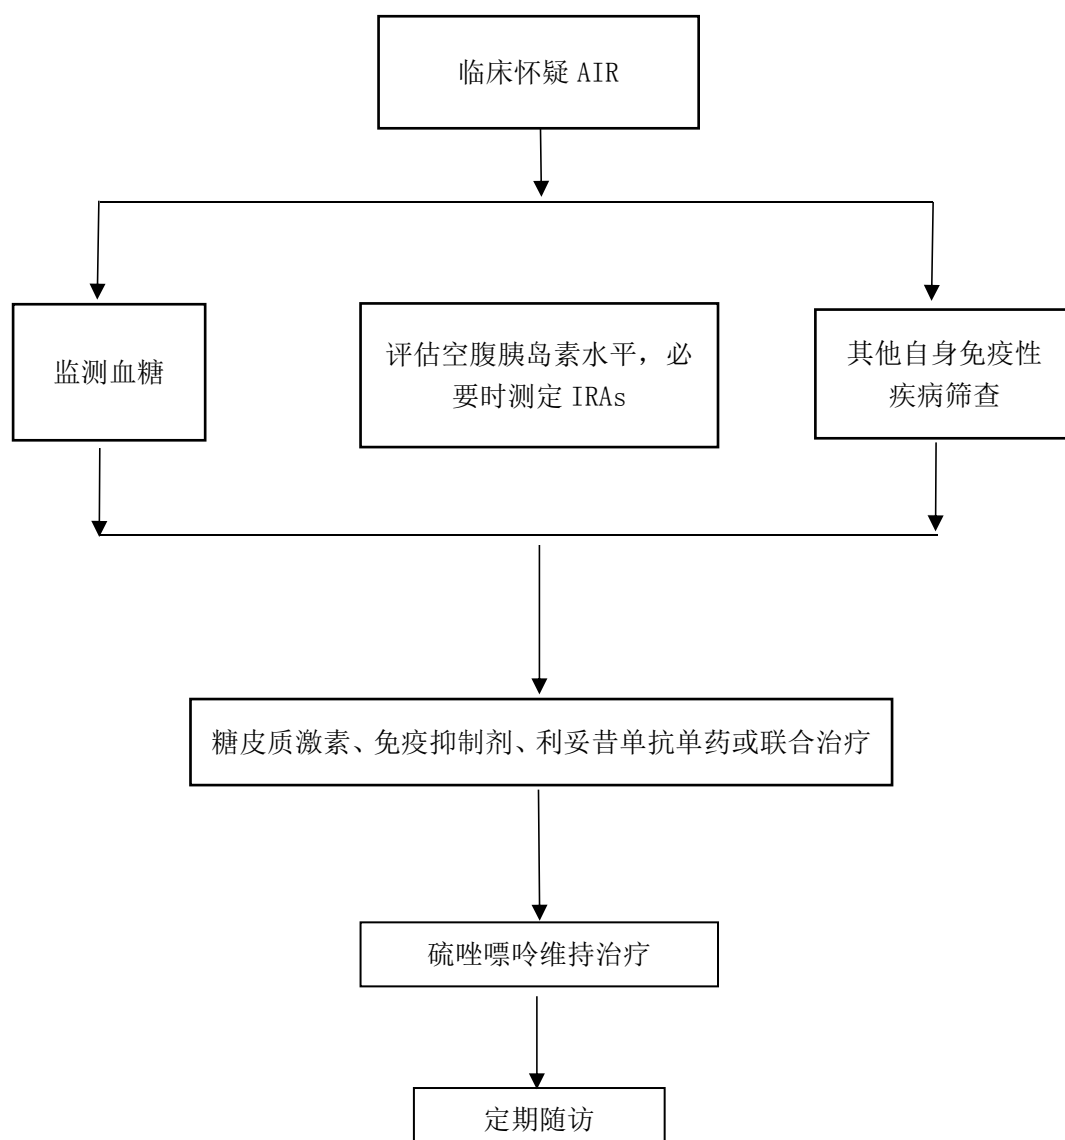 临床怀疑 AIR
监测血糖
评估空腹胰岛素水平，必
要时测定 IRAs
其他自身免疫性
疾病筛查
糖皮质激素、免疫抑制剂、利妥昔单抗单药或联合治疗
硫唑嘌呤维持治疗
定期随访